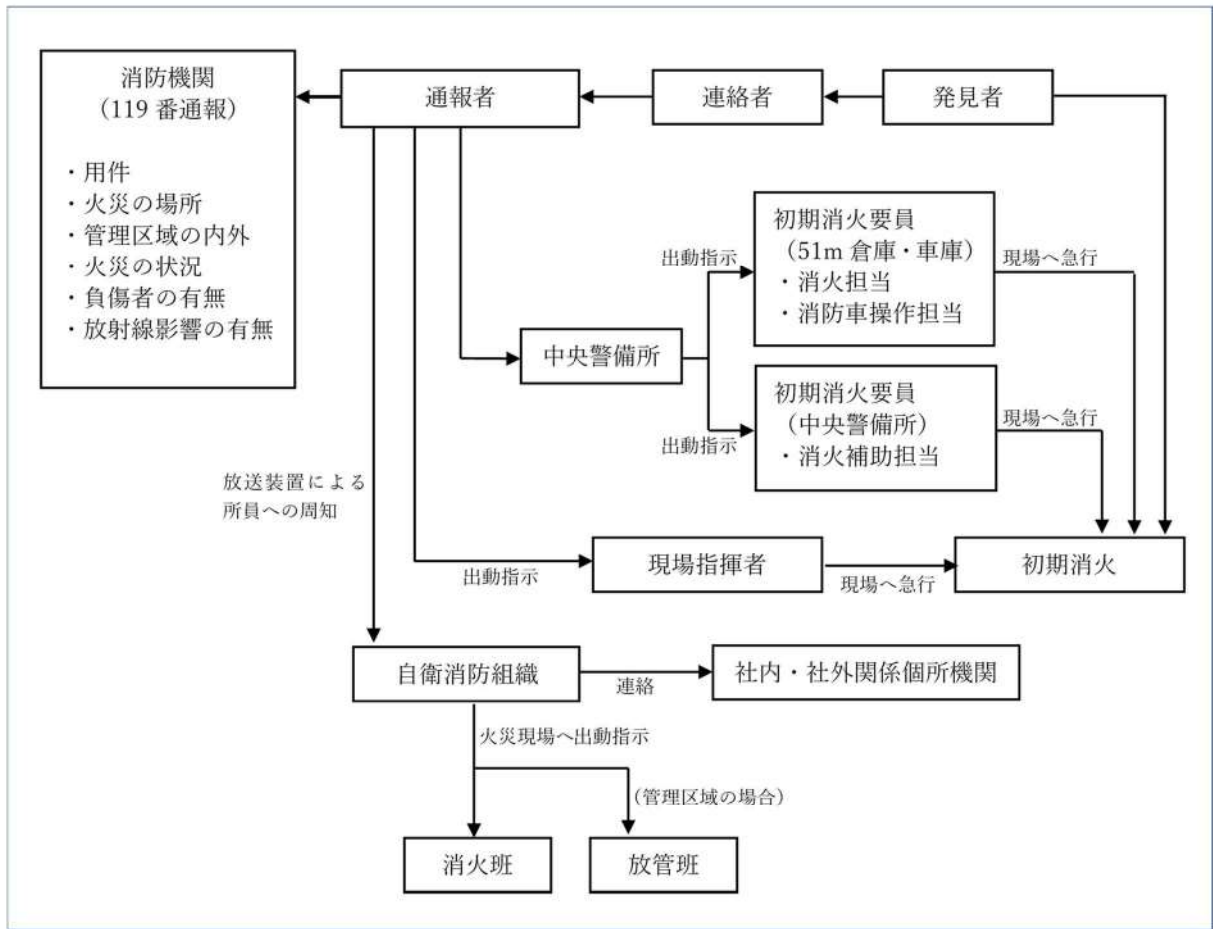 消防機関
（119 番通報）
・用件
・火災の場所
・管理区域の内外
・火災の状況
・負傷者の有無
・放射線影響の有無
通報者
連絡者
発見者
初期消火要員
（51m 倉庫・車庫）
・消火担当
・消防車操作担当
出動指示
現場へ急行
中央警備所
初期消火要員
（中央警備所）
・消火補助担当
出動指示
現場へ急行
放送装置による
所員への周知
現場指揮者
初期消火
出動指示
現場へ急行
自衛消防組織
社内・社外関係個所機関
連絡
火災現場へ出動指示
（管理区域の場合）
消火班
放管班